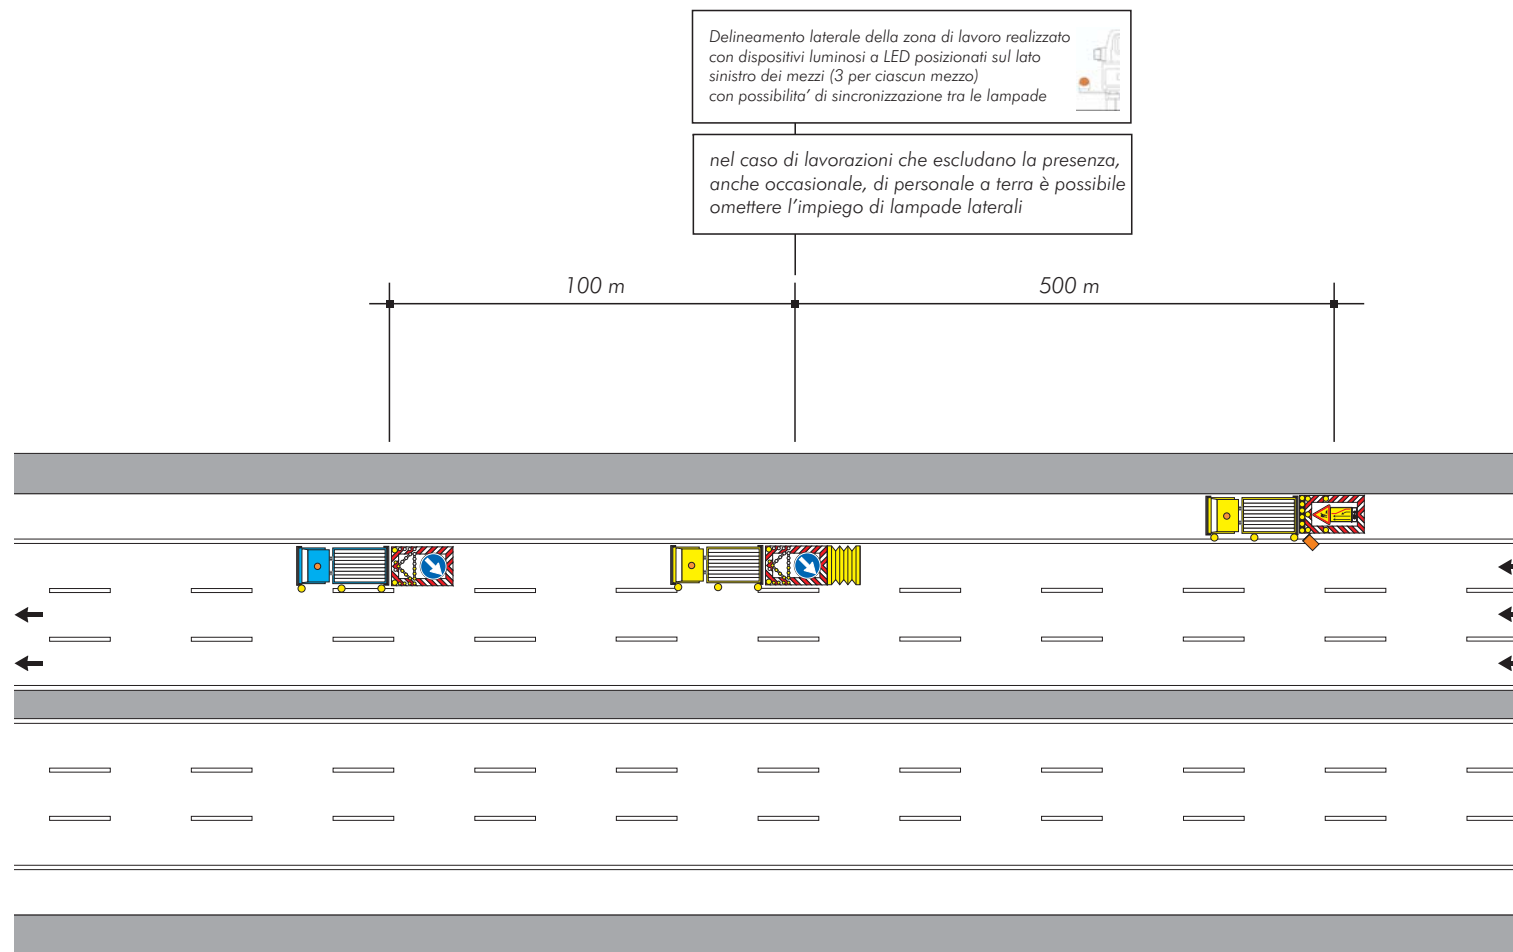 Delineamento laterale della zona di lavoro realizzato
con dispositivi luminosi a LED posizionati sul lato
sinistro dei mezzi (3 per ciascun mezzo)
con possibilita' di sincronizzazione tra le lampade
nel caso di lavorazioni che escludano la presenza,
anche occasionale, di personale a terra è possibile
omettere l'impiego di lampade laterali
100 m
500 m